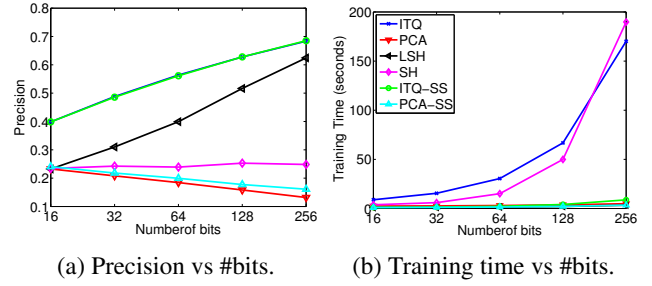 0.8
0.7
0.6
0.5
0.4
0.3
0.2
0.1
Precision
16 32 64 128 256
Numberof bits
(a) Precision vs #bits.
200
150
100
50
0
Training Time (seconds)
ITQ
PCA
LSH
SH
ITQ-SS
PCA-SS
16 32 64 128 256
Numberof bits
(b) Training time vs #bits.